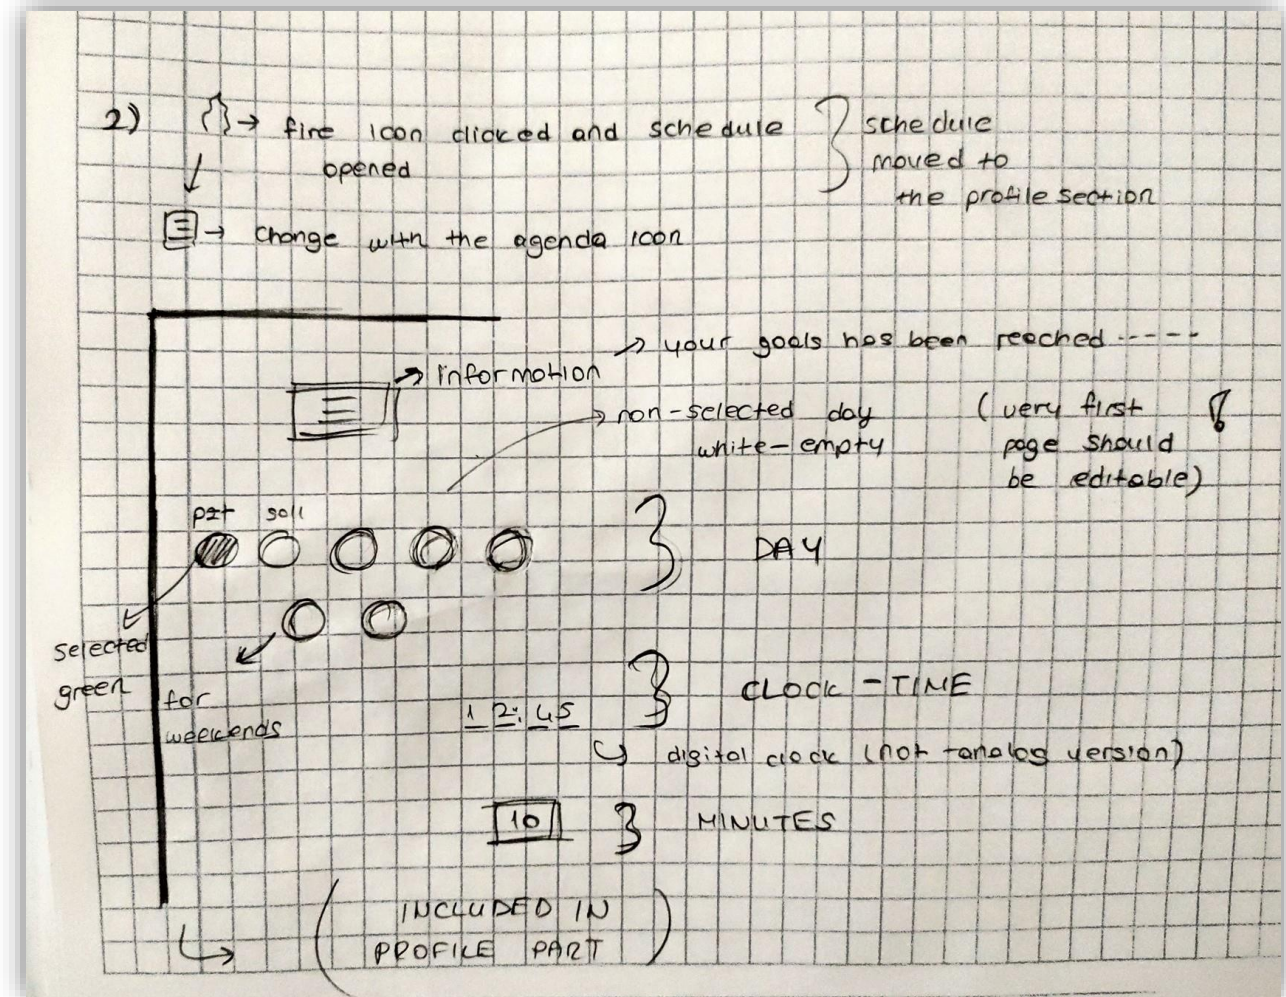 2) → fire icon clicked and schedule
opened
schedule
moved to
the profile section
→ change with the agenda icon
→ your goals has been reached -----
→ information
→ non-selected day
white-empty
(very first
page should
be editable)
pzt salı
DAY
selected
green
for
weekends
CLOCK-TIME
12:45
digital clock (not analog version)
10
MINUTES
(INCLUDED IN
PROFILE PART)